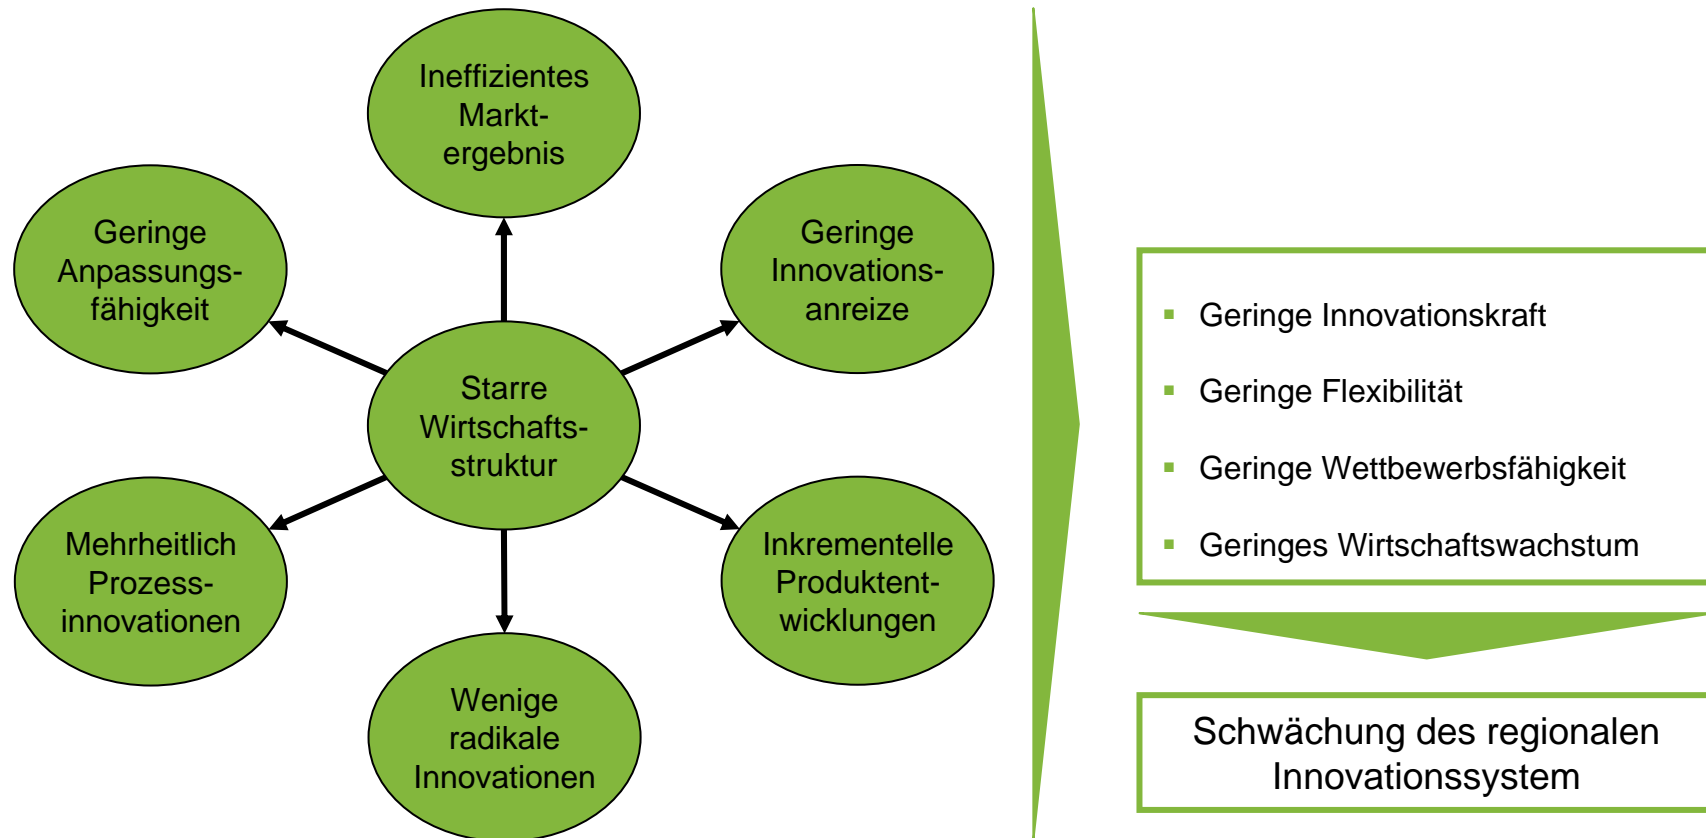 Ineffizientes
Markt-
ergebnis
Geringe
Anpassungs-
fähigkeit
Geringe
Innovations-
anreize
Starre
Wirtschafts-
struktur
Mehrheitlich
Prozess-
innovationen
Inkrementelle
Produktent-
wicklungen
Wenige
radikale
Innovationen
▪ Geringe Innovationskraft
▪ Geringe Flexibilität
▪ Geringe Wettbewerbsfähigkeit
▪ Geringes Wirtschaftswachstum
Schwächung des regionalen
Innovationssystem